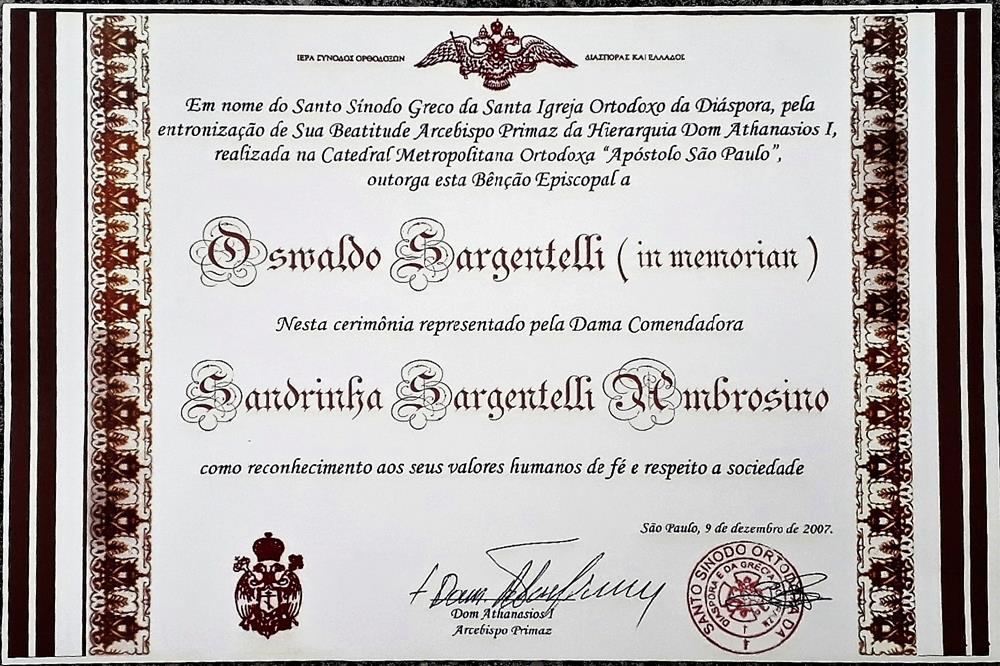 ΙΕΡΑ ΣΥΝΟΔΟΣ ΟΡΘΟΔΟΞΩΝ ΔΙΑΣΠΟΡΑΣ ΚΑΙ ΕΛΛΑΔΟΣ
Em nome do Santo Sínodo Greco da Santa Igreja Ortodoxo da Diáspora, pela
entronização de Sua Beatitude Arcebispo Primaz da Hierarquia Dom Athanasios I,
realizada na Catedral Metropolitana Ortodoxa “Apóstolo São Paulo”,
outorga esta Bênção Episcopal a
Oswaldo Sargentelli ( in memorian )
Nesta cerimônia representado pela Dama Comendadora
Sandrinha Sargentelli Ambrosino
como reconhecimento aos seus valores humanos de fé e respeito a sociedade
São Paulo, 9 de dezembro de 2007.
Dom Athanasios I
Arcebispo Primaz
SANTO SINODO ORTODOXO DA
DIASPORA E DA GRECIA